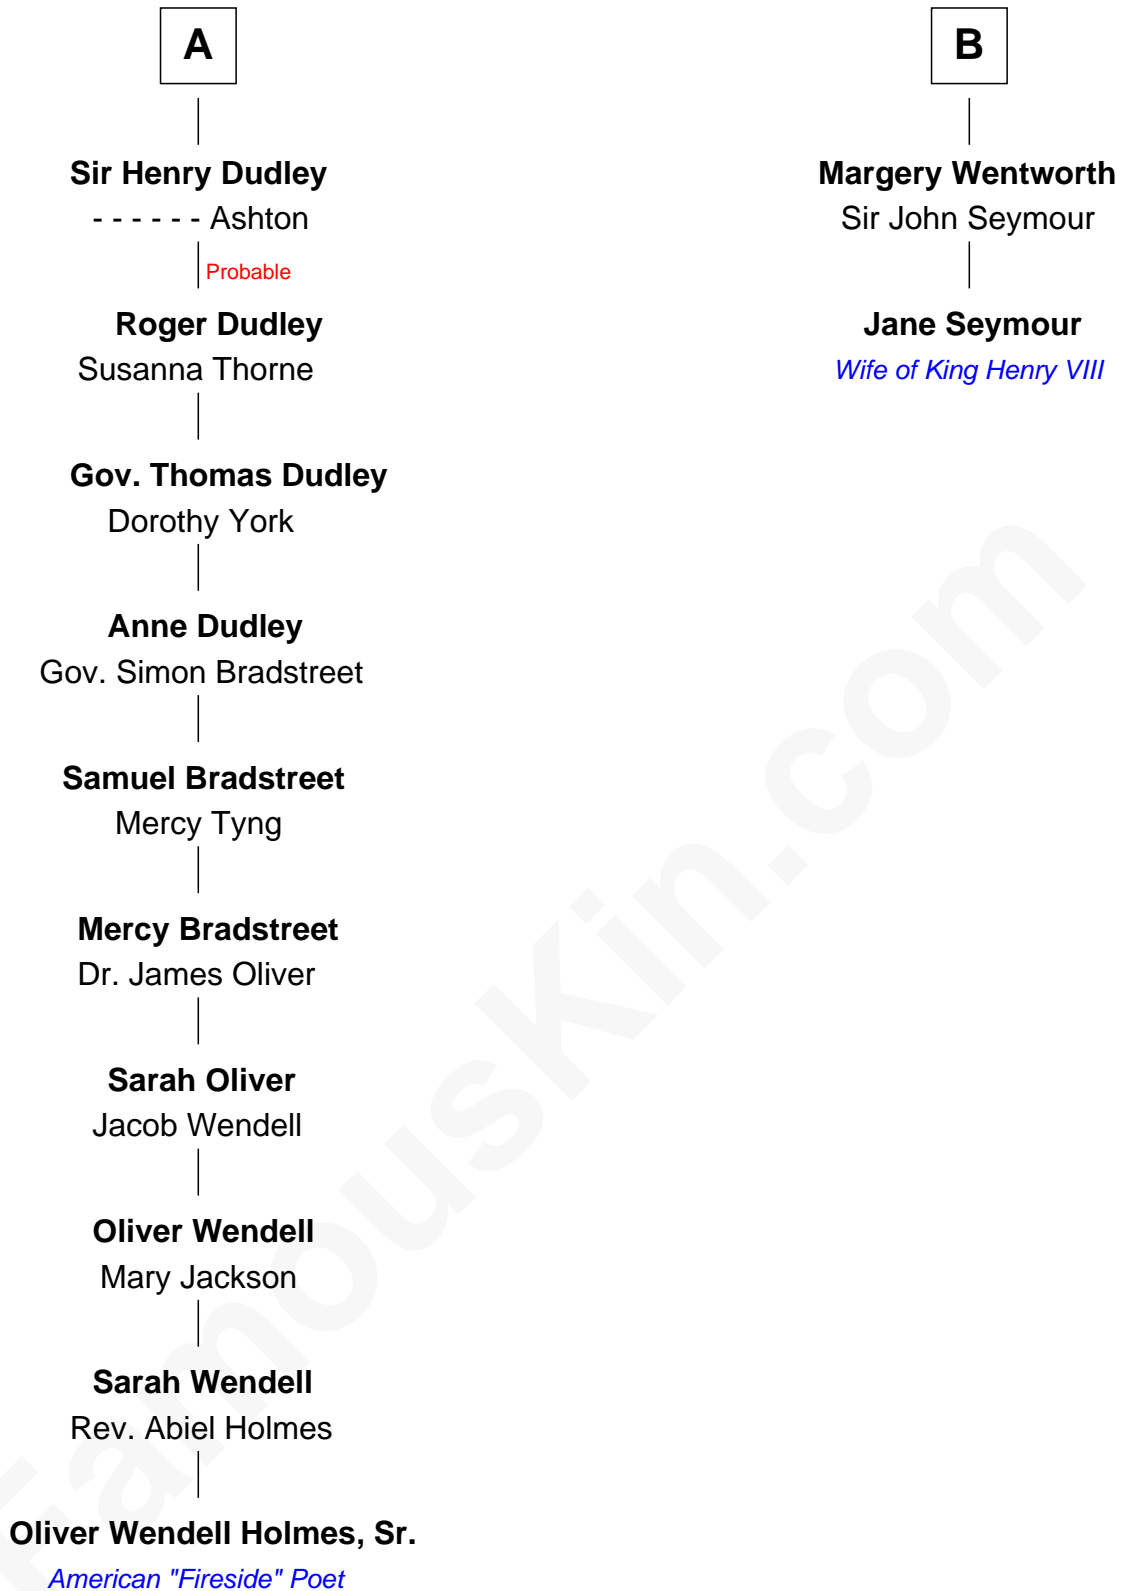 A
Sir Henry Dudley
- - - - - - Ashton
Probable
Roger Dudley
Susanna Thorne
Gov. Thomas Dudley
Dorothy York
Anne Dudley
Gov. Simon Bradstreet
Samuel Bradstreet
Mercy Tyng
Mercy Bradstreet
Dr. James Oliver
Sarah Oliver
Jacob Wendell
Oliver Wendell
Mary Jackson
Sarah Wendell
Rev. Abiel Holmes
Oliver Wendell Holmes, Sr.
American "Fireside" Poet
B
Margery Wentworth
Sir John Seymour
Jane Seymour
Wife of King Henry VIII
FamousKin.com